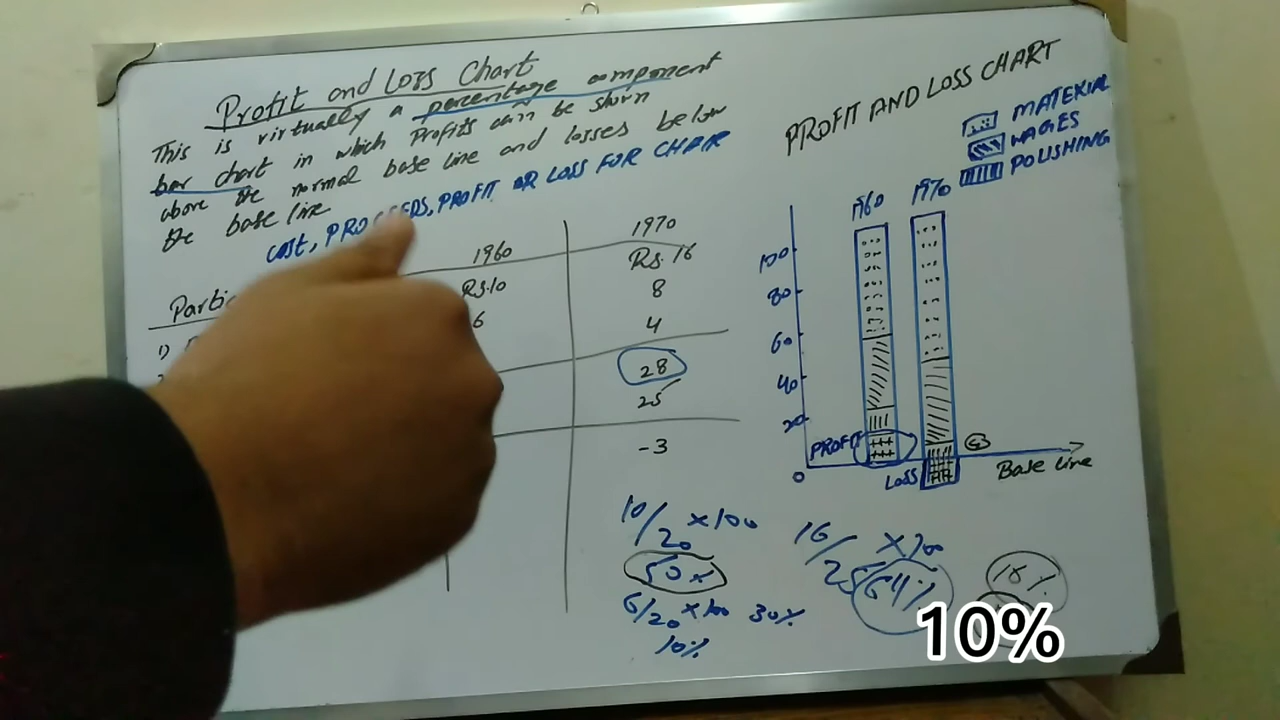 Profit and Loss Chart
This is virtually a percentage component
bar chart in which Profits can be shown
above the normal base line and losses below
the base line
COST, PROCEEDS, PROFIT OR LOSS FOR CHAIR
1960 1970
Rs.10 Rs.16
6 8
4
28
25
-3
10/20 × 100
50%
6/20 × 100 30%
10%
16/25 × 100
64%
PROFIT AND LOSS CHART
MATERIAL
WAGES
POLISHING
1960 1970
100
80
60
40
20
0
PROFIT
LOSS
Base line
10%